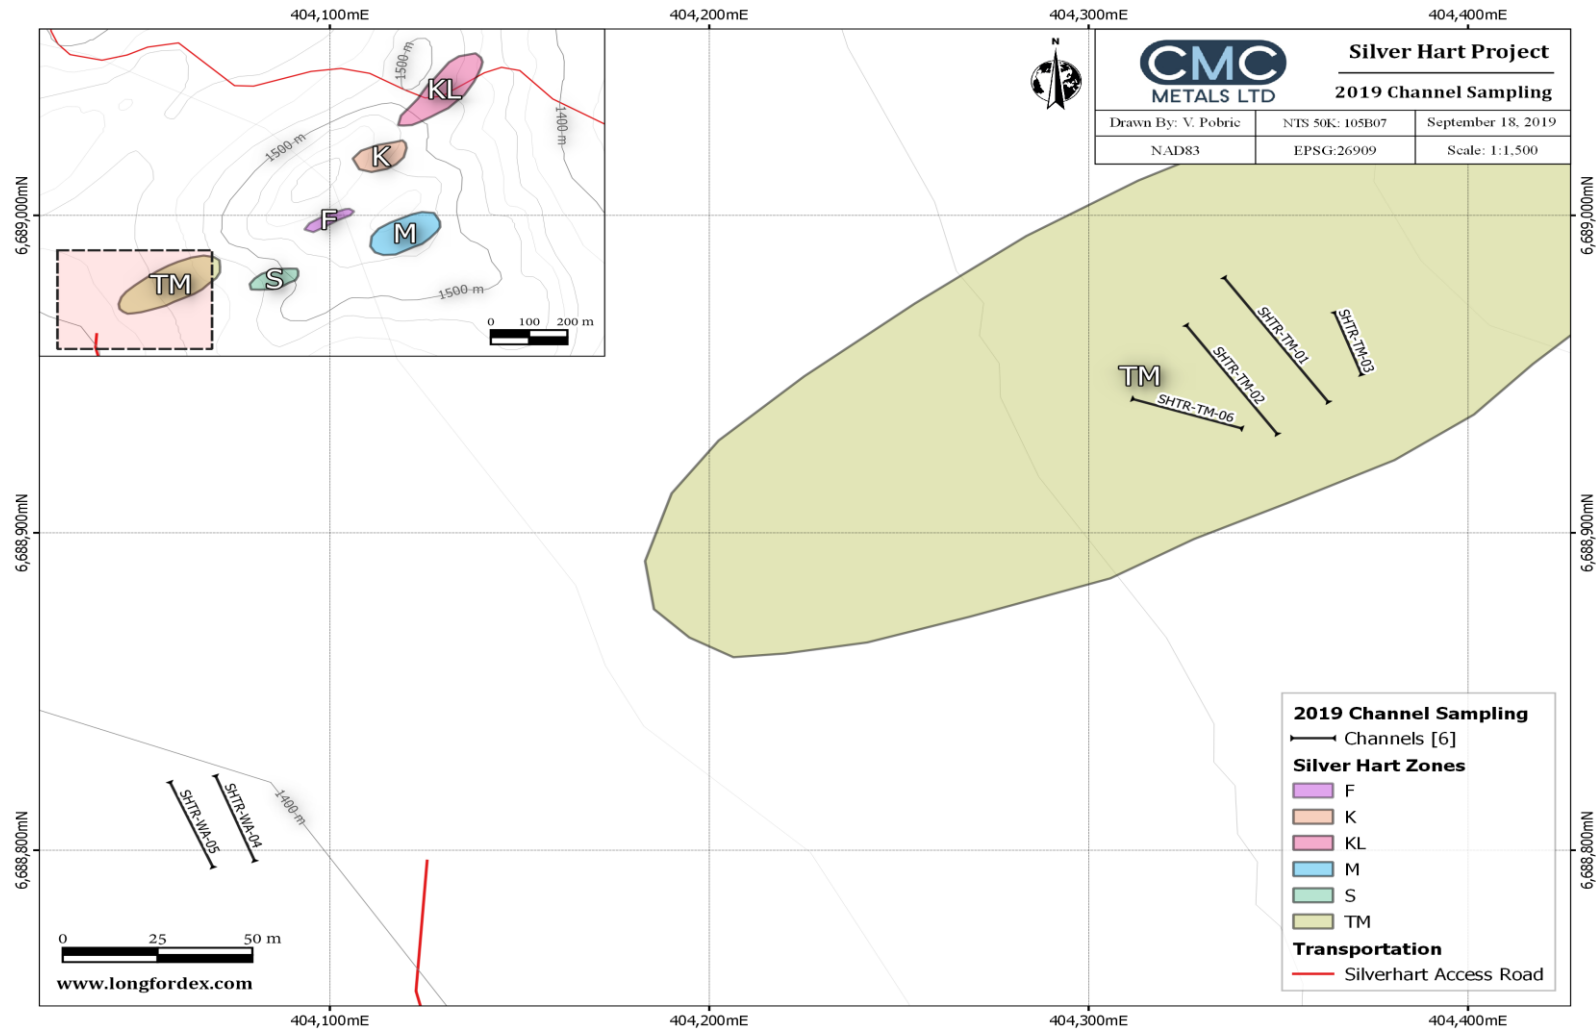 404,100mE
404,200mE
404,300mE
404,400mE
6,689,000mN
6,688,900mN
6,688,800mN
6,689,000mN
6,688,900mN
6,688,800mN
1500 m
1500 m
1400 m
1500 m
KL
K
F
M
S
TM
0 100 200 m
N
CMC
METALS LTD
Silver Hart Project
2019 Channel Sampling
Drawn By: V. Pobric
NTS 50K: 105B07
September 18, 2019
NAD83
EPSG:26909
Scale: 1:1,500
TM
SHTR-TM-01
SHTR-TM-02
SHTR-TM-03
SHTR-TM-06
SHTR-WA-05
SHTR-WA-04
1400 m
0 25 50 m
www.longfordex.com
2019 Channel Sampling
Channels [6]
Silver Hart Zones
F
K
KL
M
S
TM
Transportation
Silverhart Access Road
404,100mE
404,200mE
404,300mE
404,400mE